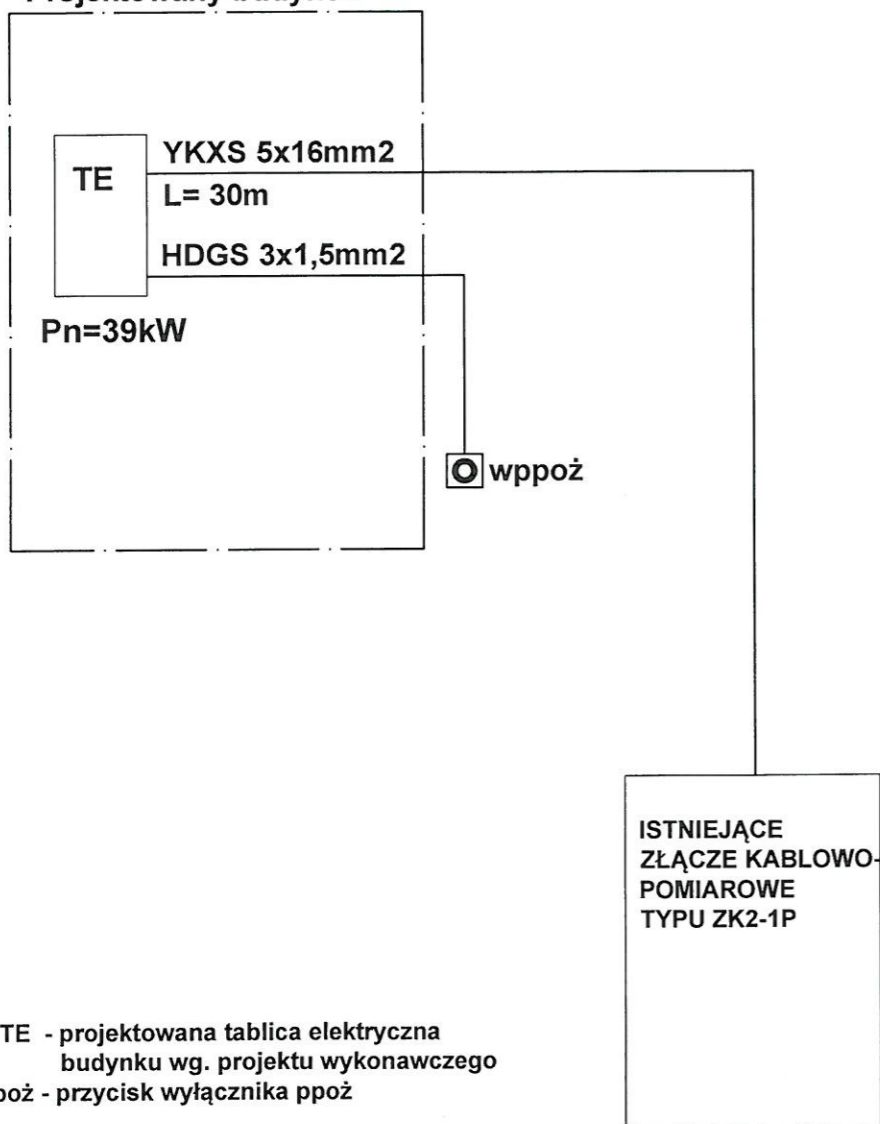 Projektowany
TE
YKXS 5x16mm2
L= 30m
HDGS 3x1,5mm2
Pn=39kW
wppoż
ISTNIEJĄCE
ZŁĄCZE KABLOWO-
POMIAROWE
TYPU ZK2-1P
TE - projektowana tablica elektryczna
budynku wg. projektu wykonawczego
- przycisk wyłącznika ppoż